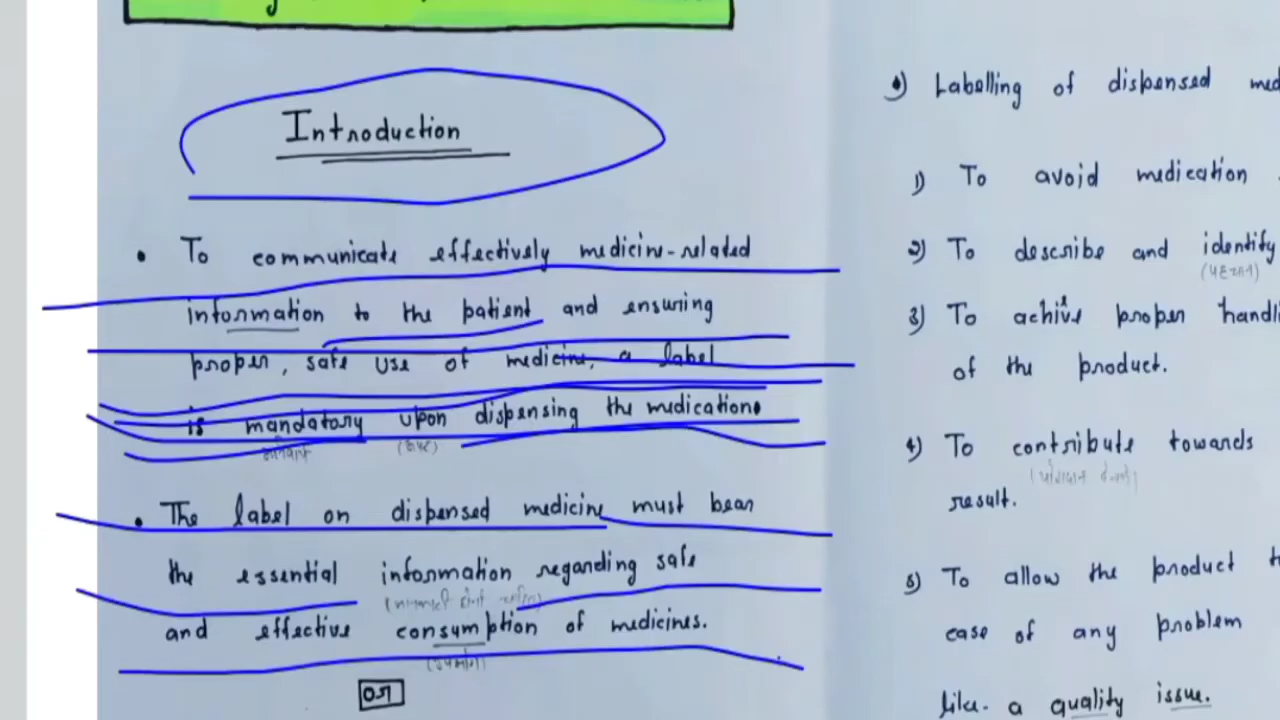 Introduction
• To communicate effectively medicine-related
information to the patient and ensuring
proper, safe use of medicine, a label
is mandatory upon dispensing the medication.
• The label on dispensed medicine must bear
the essential information regarding safe
and effective consumption of medicines.
OR
Labelling of dispensed
1) To avoid medication
2) To describe and identify
(पहचान)
3) To achive proper
of the product.
4) To contribute towards
result.
5) To allow the product
case of any problem
like- a quality issue.